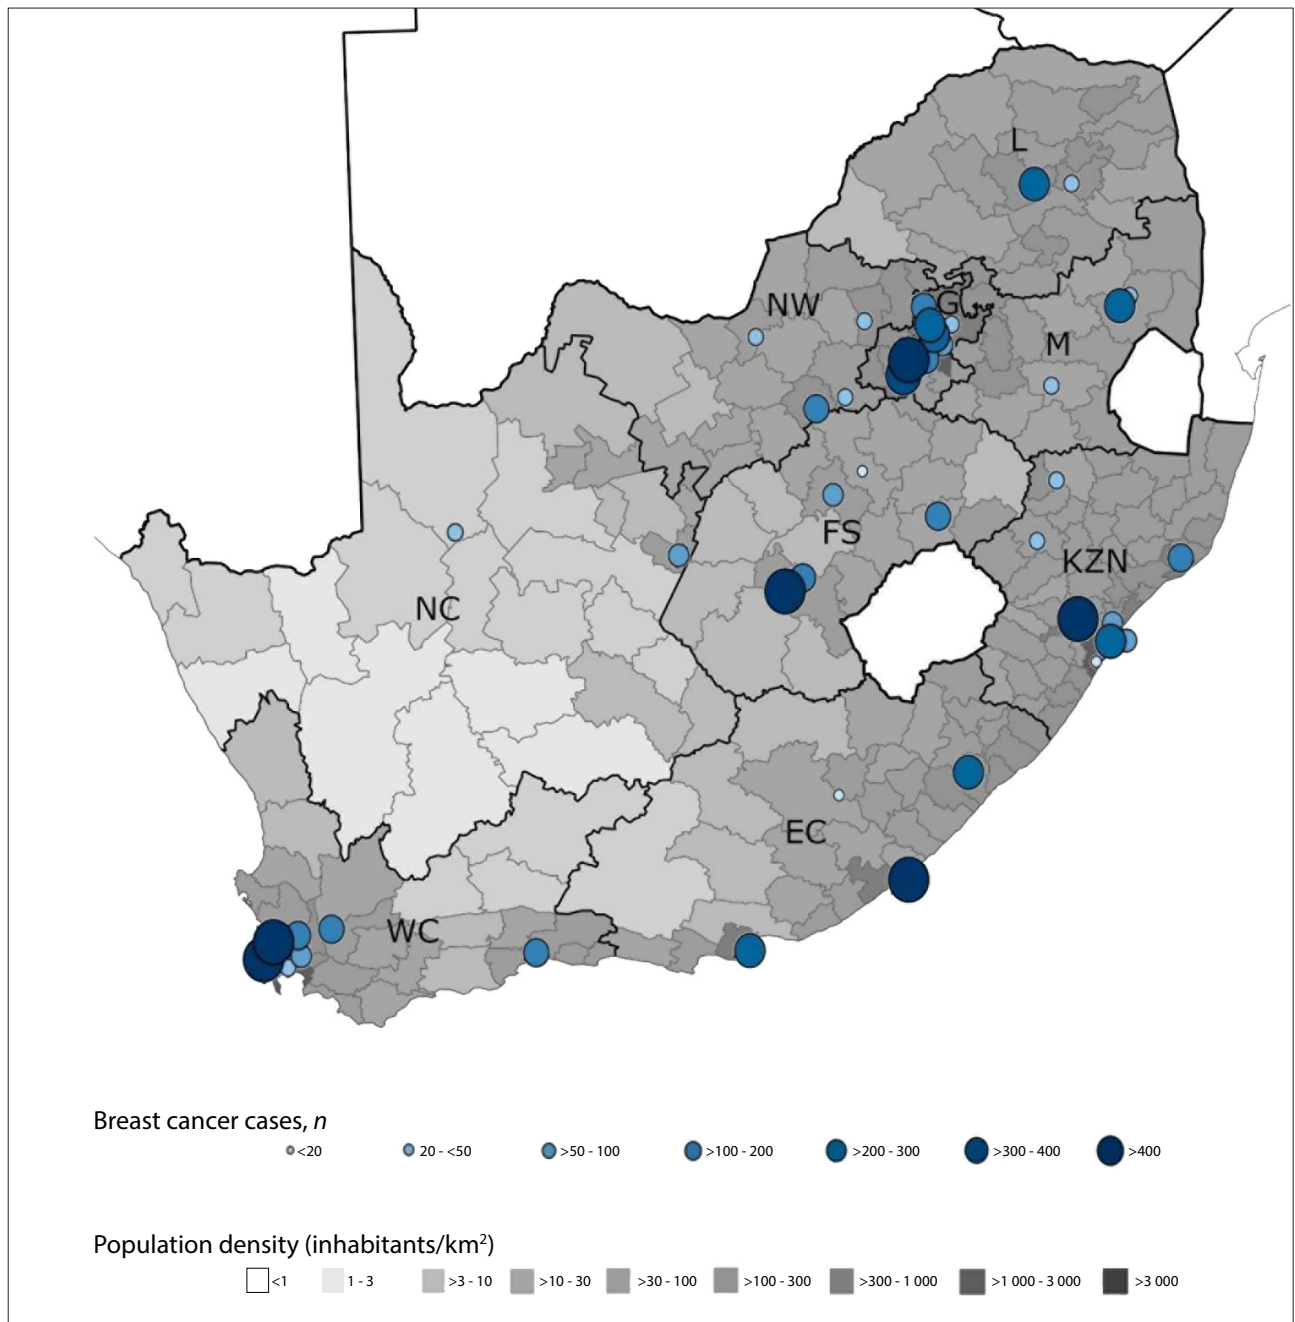 L
NW
G
M
FS
KZN
NC
EC
WC
Breast cancer cases, n
<20 20 - <50 >50 - 100 >100 - 200 >200 - 300 >300 - 400 >400
Population density (inhabitants/km²)
<1 1 - 3 >3 - 10 >10 - 30 >30 - 100 >100 - 300 >300 - 1 000 >1 000 - 3 000 >3 000